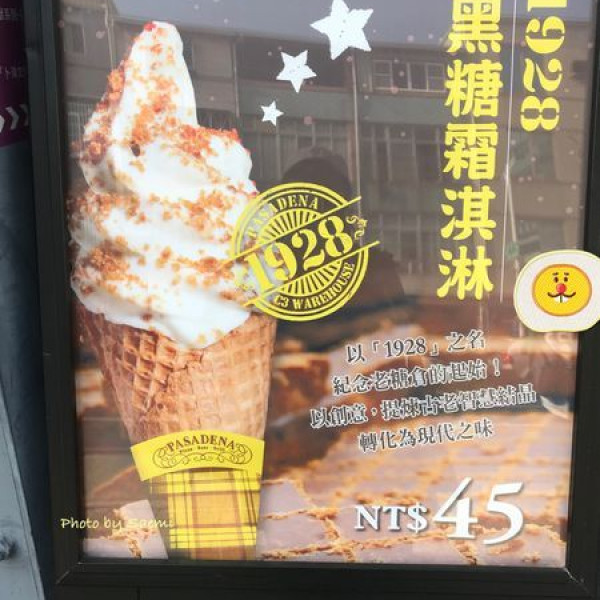 1928
黑糖霜淇淋
PASADENA
1928
C3 WAREHOUSE
以「1928」之名
紀念老糖倉的起始！
以創意，提煉古老智慧結晶
轉化為現代之味
PASADENA
NT$45
Photo by Saemi